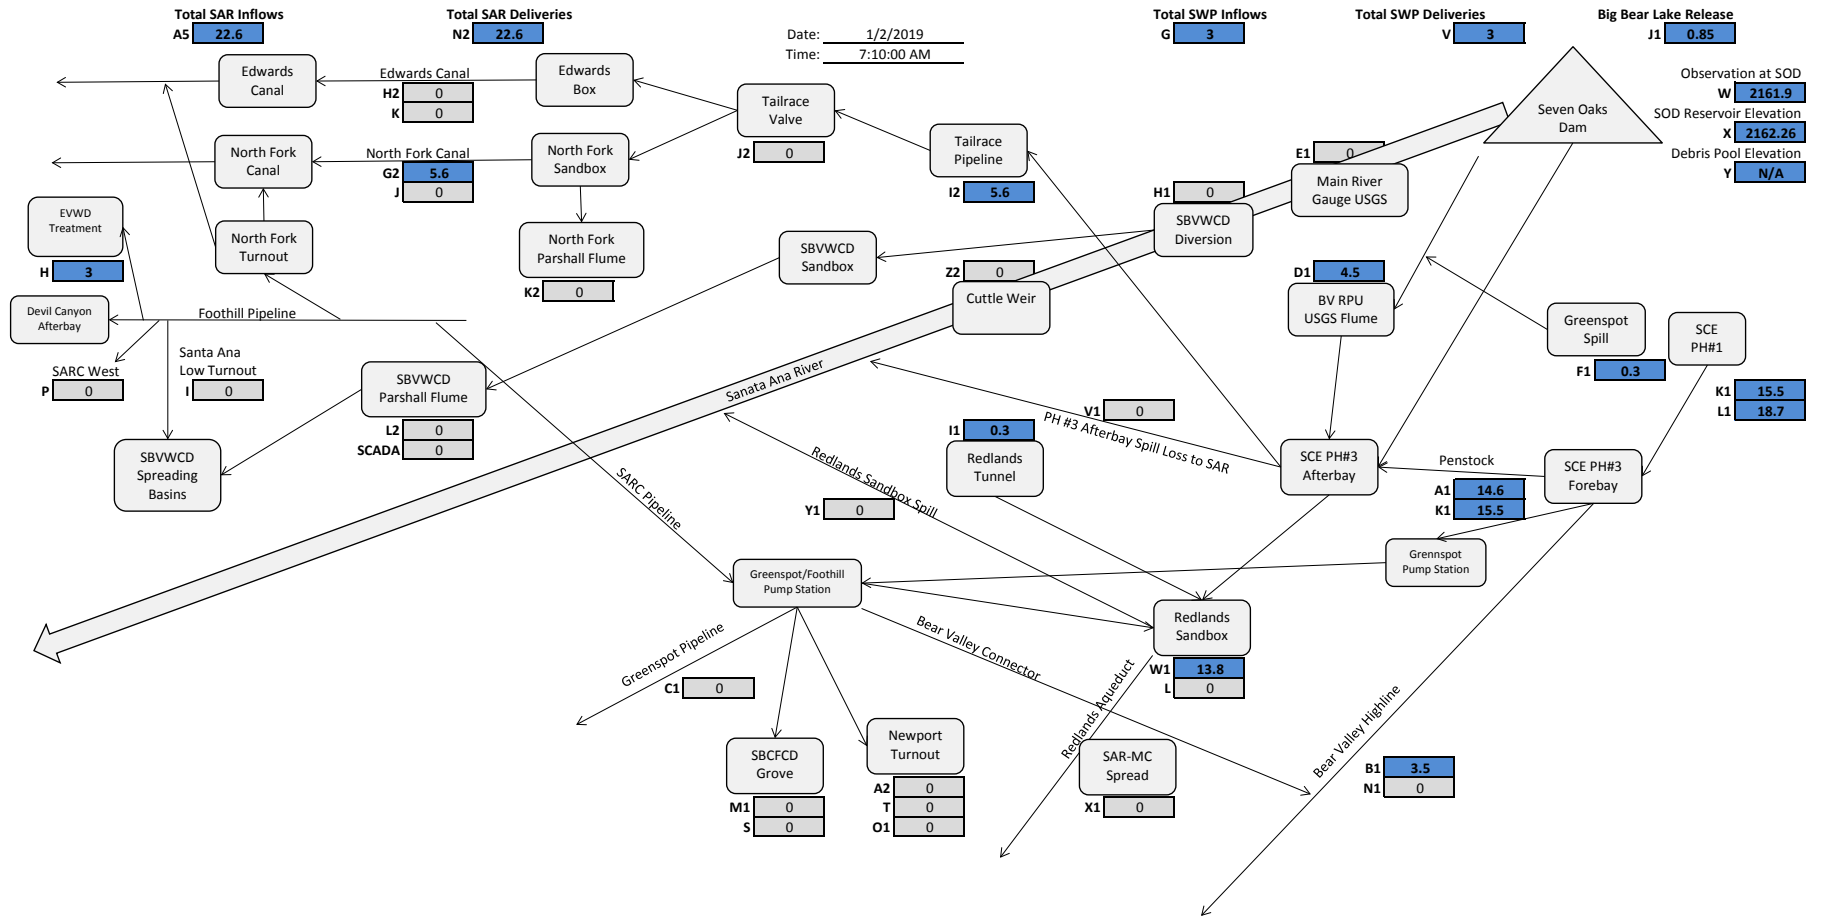 Total SAR Inflows
A5 22.6
Total SAR Deliveries
N2 22.6
Date: 1/2/2019
Time: 7:10:00 AM
Total SWP Inflows
G 3
Total SWP Deliveries
V 3
Big Bear Lake Release
J1 0.85
Observation at SOD
W 2161.9
SOD Reservoir Elevation
X 2162.26
Debris Pool Elevation
Y N/A
Seven Oaks
Dam
Edwards
Canal
Edwards Canal
H2 0
K 0
Edwards
Box
Tailrace
Valve
J2 0
Tailrace
Pipeline
I2 5.6
E1 0
Main River
Gauge USGS
H1 0
SBVWCD
Diversion
North Fork
Canal
North Fork Canal
G2 5.6
J 0
North Fork
Sandbox
EVWD
Treatment
H 3
North Fork
Turnout
North Fork
Parshall Flume
K2 0
SBVWCD
Sandbox
Z2 0
Cuttle Weir
D1 4.5
BV RPU
USGS Flume
Greenspot
Spill
F1 0.3
SCE
PH#1
K1 15.5
L1 18.7
Devil Canyon
Afterbay
Foothill Pipeline
SARC West
P 0
Santa Ana
Low Turnout
I 0
SBVWCD
Parshall Flume
L2 0
SCADA 0
Sanata Ana River
SBVWCD
Spreading
Basins
SARC Pipeline
Redlands Sandbox Spill
Y1 0
I1 0.3
Redlands
Tunnel
V1 0
PH #3 Afterbay Spill Loss to SAR
SCE PH#3
Afterbay
Penstock
A1 14.6
K1 15.5
SCE PH#3
Forebay
Grennspot
Pump Station
Greenspot/Foothill
Pump Station
Redlands
Sandbox
W1 13.8
L 0
Greenspot Pipeline
C1 0
Bear Valley Connector
Redlands Aqueduct
Bear Valley Highline
SBCFCD
Grove
M1 0
S 0
Newport
Turnout
A2 0
T 0
O1 0
SAR-MC
Spread
X1 0
B1 3.5
N1 0